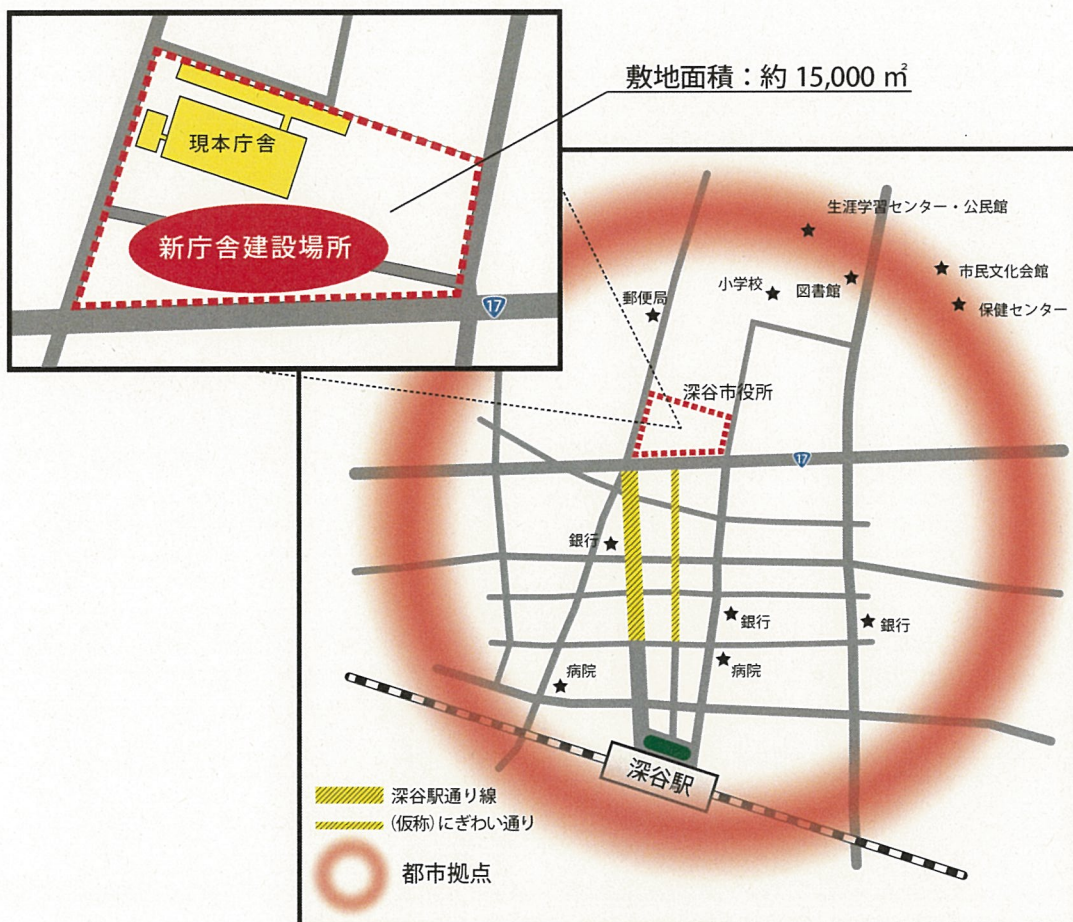 敷地面積：約 15,000 ㎡
現本庁舎
新庁舎建設場所
17
生涯学習センター・公民館
市民文化会館
小学校
図書館
保健センター
郵便局
深谷市役所
17
銀行
銀行
銀行
病院
病院
深谷駅
深谷駅通り線
(仮称)にぎわい通り
都市拠点